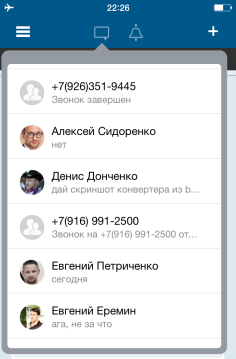 22:26
+7(926)351-9445
Звонок завершен
Алексей Сидоренко
нет
Денис Донченко
дай скриншот конвертера из b...
+7(916) 991-2500
Звонок на +7(916) 991-2500 от...
Евгений Петриченко
сегодня
Евгений Еремин
ага, не за что